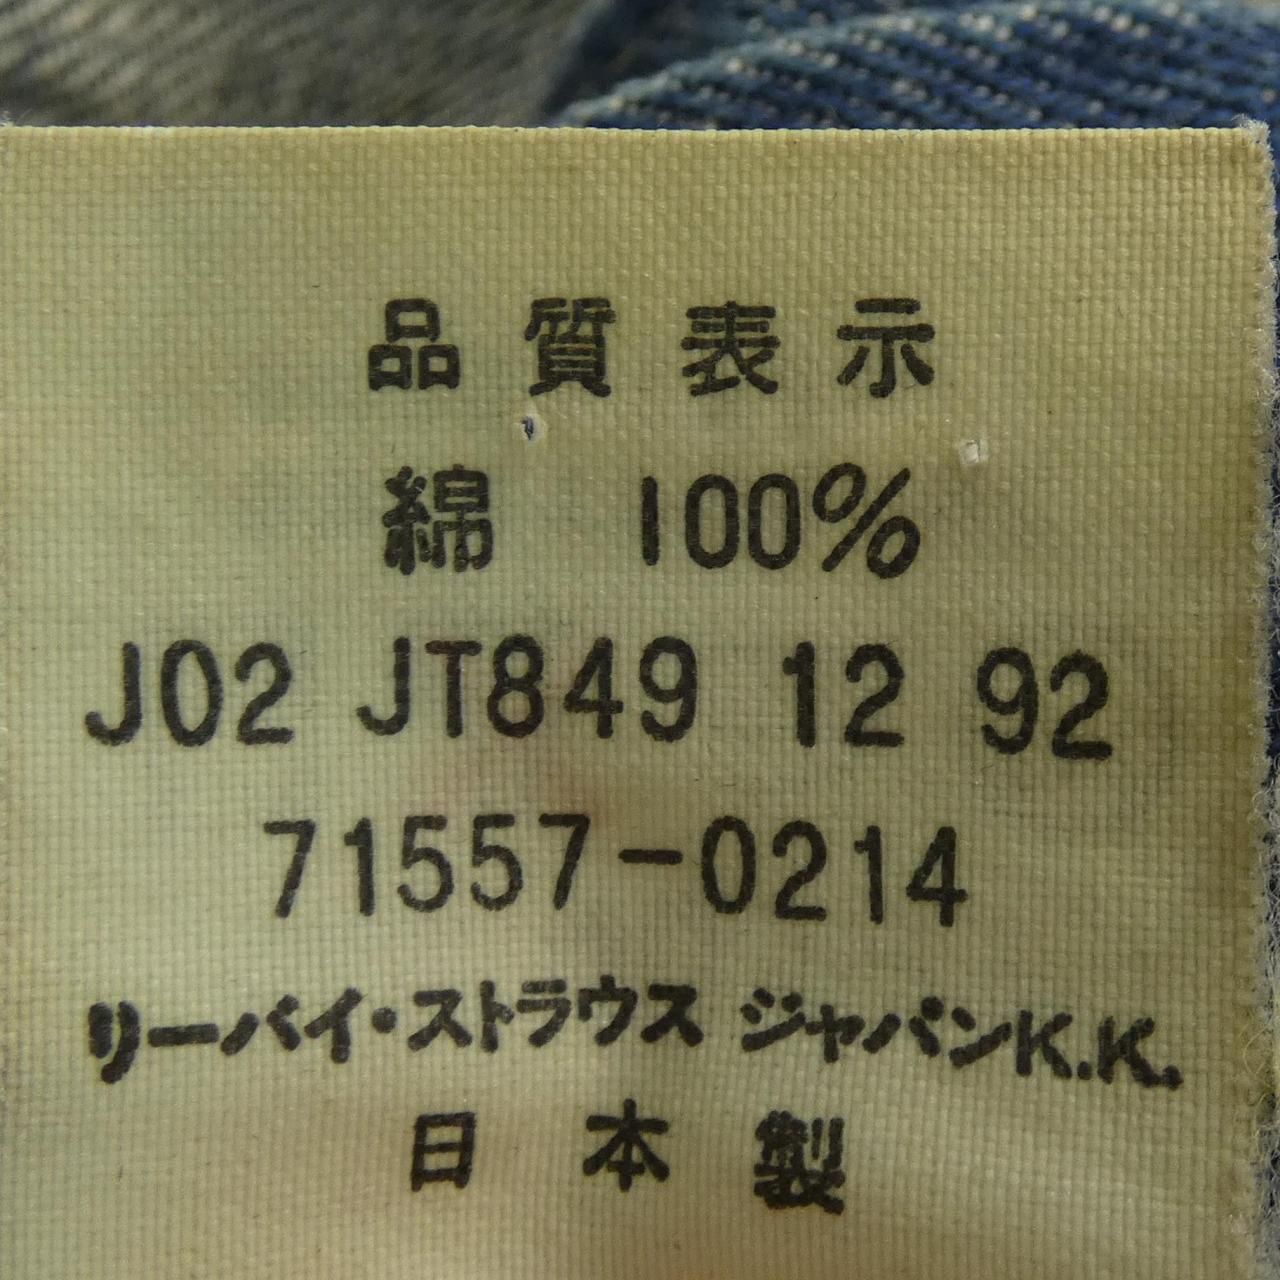 品質表示
綿 100%
J02 JT849 12 92
71557-0214
リーバイ・ストラウス ジャパンK.K.
日本製